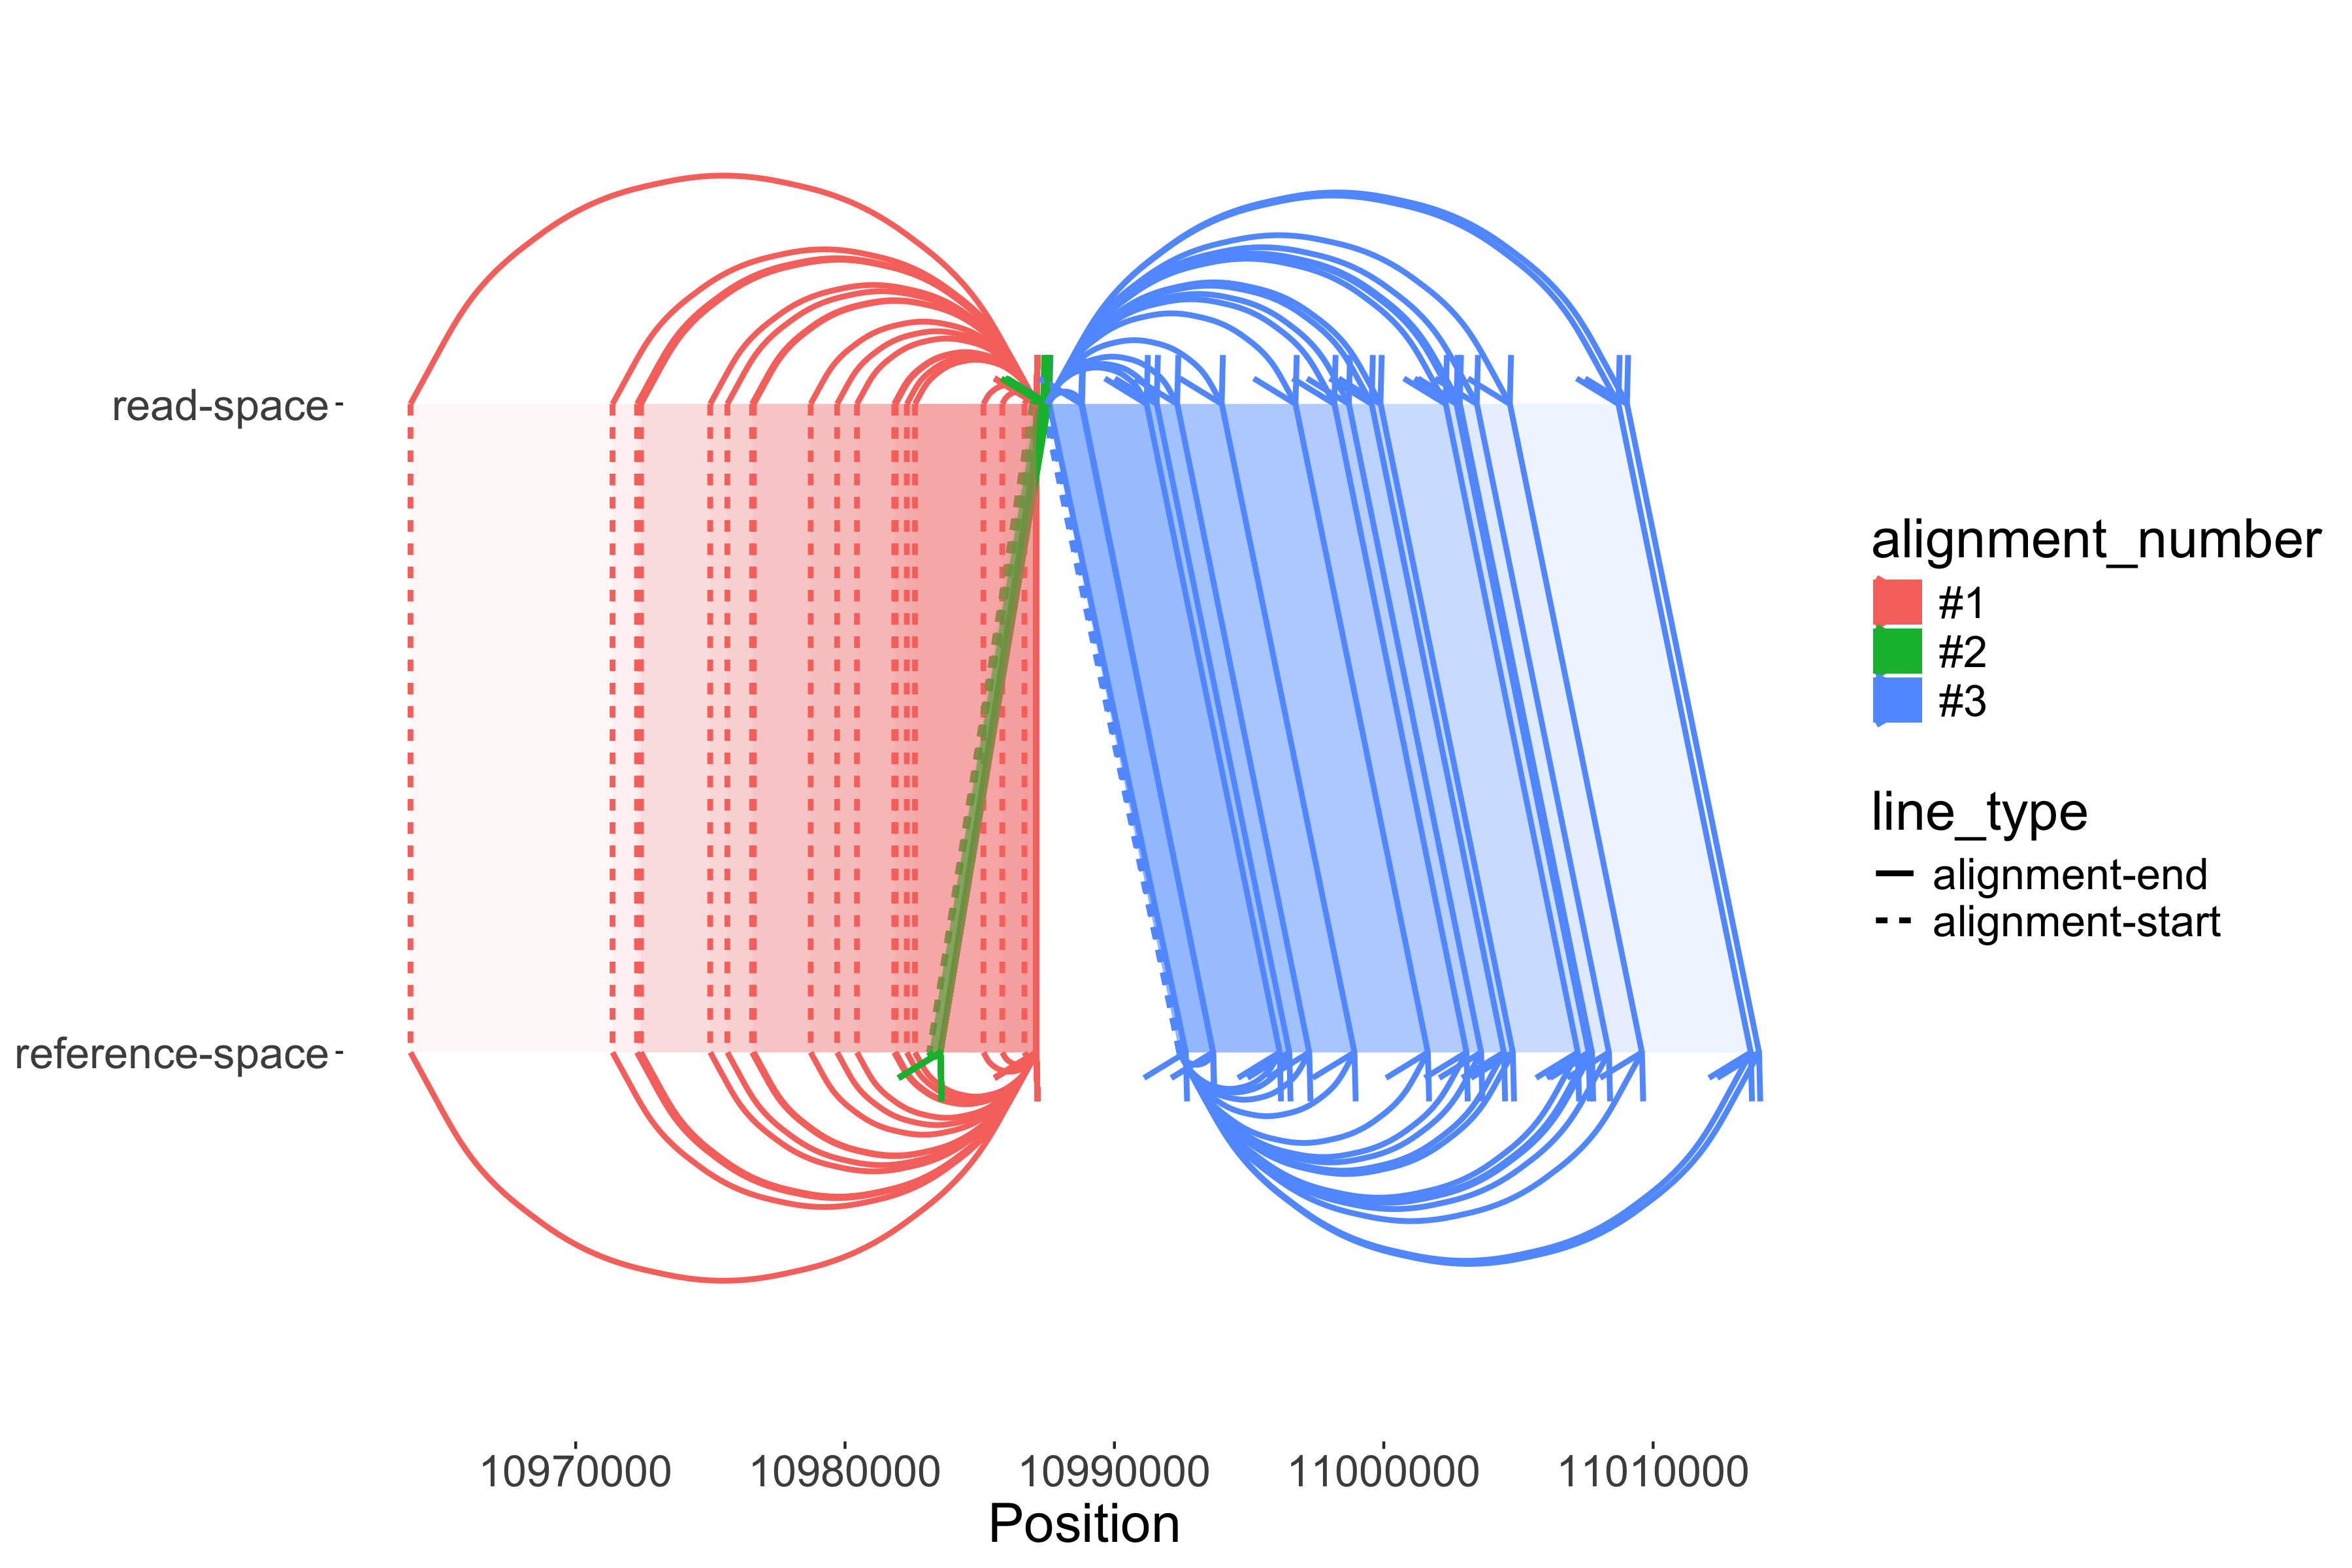 read-space
reference-space
10970000 10980000 10990000 11000000 11010000
Position
alignment_number
#1
#2
#3
line_type
alignment-end
alignment-start